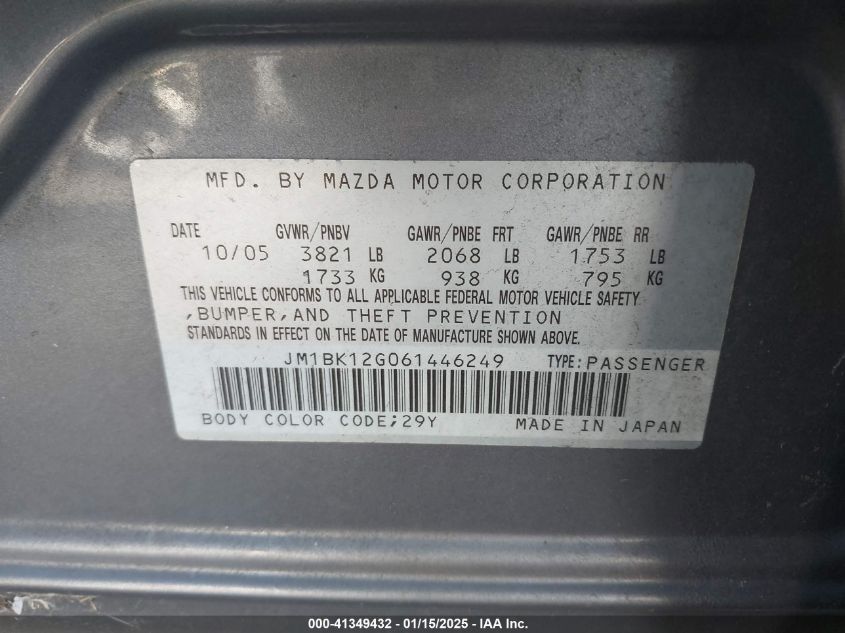 MFD. BY MAZDA MOTOR CORPORATION
DATE GVWR/PNBV GAWR/PNBE FRT GAWR/PNBE RR
10/05 3821 LB 2068 LB 1753 LB
1733 KG 938 KG 795 KG
THIS VEHICLE CONFORMS TO ALL APPLICABLE FEDERAL MOTOR VEHICLE SAFETY
,BUMPER,AND THEFT PREVENTION
STANDARDS IN EFFECT ON THE DATE OF MANUFACTURE SHOWN ABOVE.
JM1BK12G061446249 TYPE:PASSENGER
BODY COLOR CODE;29Y MADE IN JAPAN
000-41349432 - 01/15/2025 - IAA Inc.